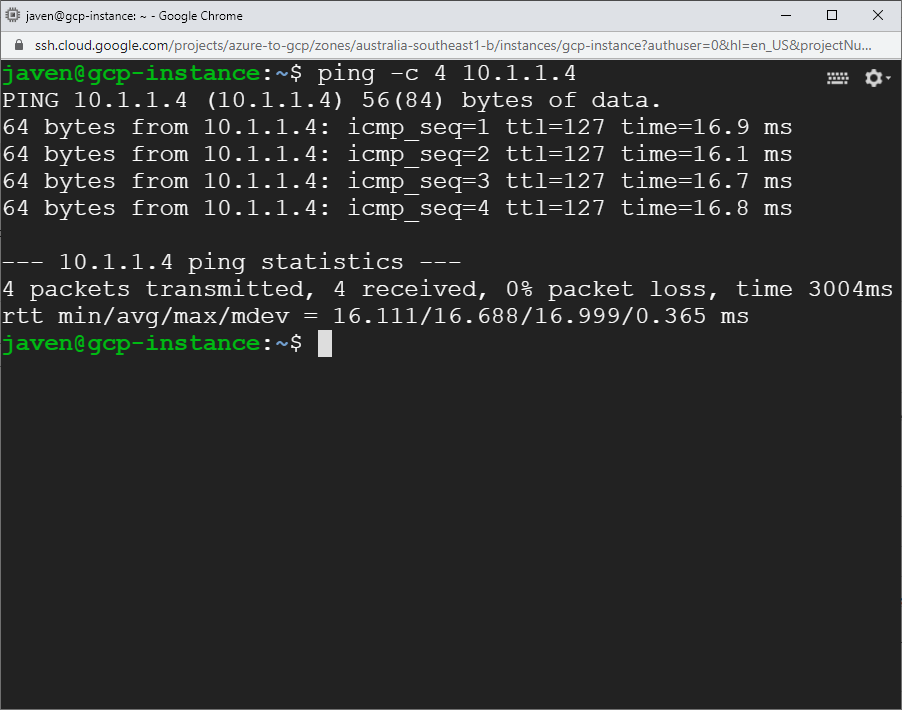 javen@gcp-instance: ~ - Google Chrome
ssh.cloud.google.com/projects/azure-to-gcp/zones/australia-southeast1-b/instances/gcp-instance?authuser=0&hl=en_US&projectNu...
javen@gcp-instance:~$ ping -c 4 10.1.1.4
PING 10.1.1.4 (10.1.1.4) 56(84) bytes of data.
64 bytes from 10.1.1.4: icmp_seq=1 ttl=127 time=16.9 ms
64 bytes from 10.1.1.4: icmp_seq=2 ttl=127 time=16.1 ms
64 bytes from 10.1.1.4: icmp_seq=3 ttl=127 time=16.7 ms
64 bytes from 10.1.1.4: icmp_seq=4 ttl=127 time=16.8 ms
--- 10.1.1.4 ping statistics ---
4 packets transmitted, 4 received, 0% packet loss, time 3004ms
rtt min/avg/max/mdev = 16.111/16.688/16.999/0.365 ms
javen@gcp-instance:~$